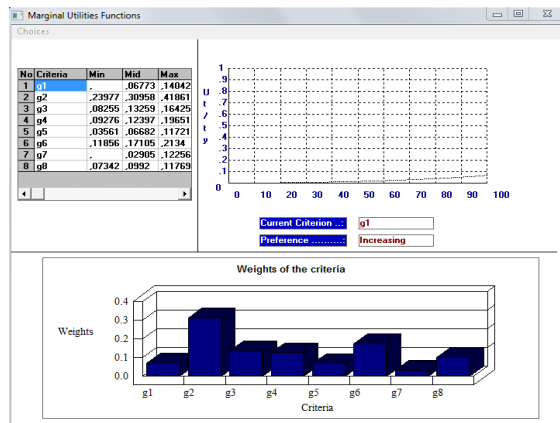 Marginal Utilities Functions
Choices
No Criteria Min Mid Max
1 g1 , ,06773 ,14042
2 g2 ,23977 ,30958 ,41861
3 g3 ,08255 ,13259 ,16425
4 g4 ,09276 ,12397 ,19651
5 g5 ,03561 ,06682 ,11721
6 g6 ,11856 ,17105 ,2134
7 g7 , ,02905 ,12256
8 g8 ,07342 ,0992 ,11769
Utility
1
.9
.8
.7
.6
.5
.4
.3
.2
.1
0
0 10 20 30 40 50 60 70 80 90 100
Current Criterion ..: g1
Preference ..........: Increasing
Weights of the criteria
Weights
0.4
0.3
0.2
0.1
0.0
g1 g2 g3 g4 g5 g6 g7 g8
Criteria